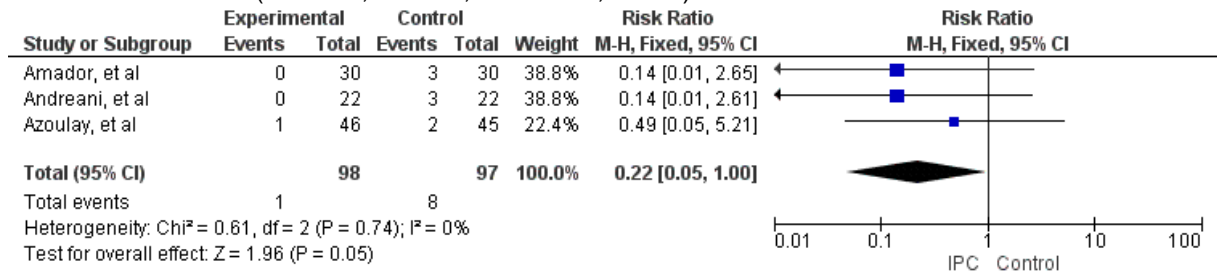 Experimental Control Risk Ratio Risk Ratio
Study or Subgroup Events Total Events Total Weight M-H, Fixed, 95% CI M-H, Fixed, 95% CI
Amador, et al 0 30 3 30 38.8% 0.14 [0.01, 2.65]
Andreani, et al 0 22 3 22 38.8% 0.14 [0.01, 2.61]
Azoulay, et al 1 46 2 45 22.4% 0.49 [0.05, 5.21]
Total (95% CI) 98 97 100.0% 0.22 [0.05, 1.00]
Total events 1 8
Heterogeneity: Chi² = 0.61, df = 2 (P = 0.74); I² = 0%
Test for overall effect: Z = 1.96 (P = 0.05)
0.01 0.1 1 10 100
IPC Control